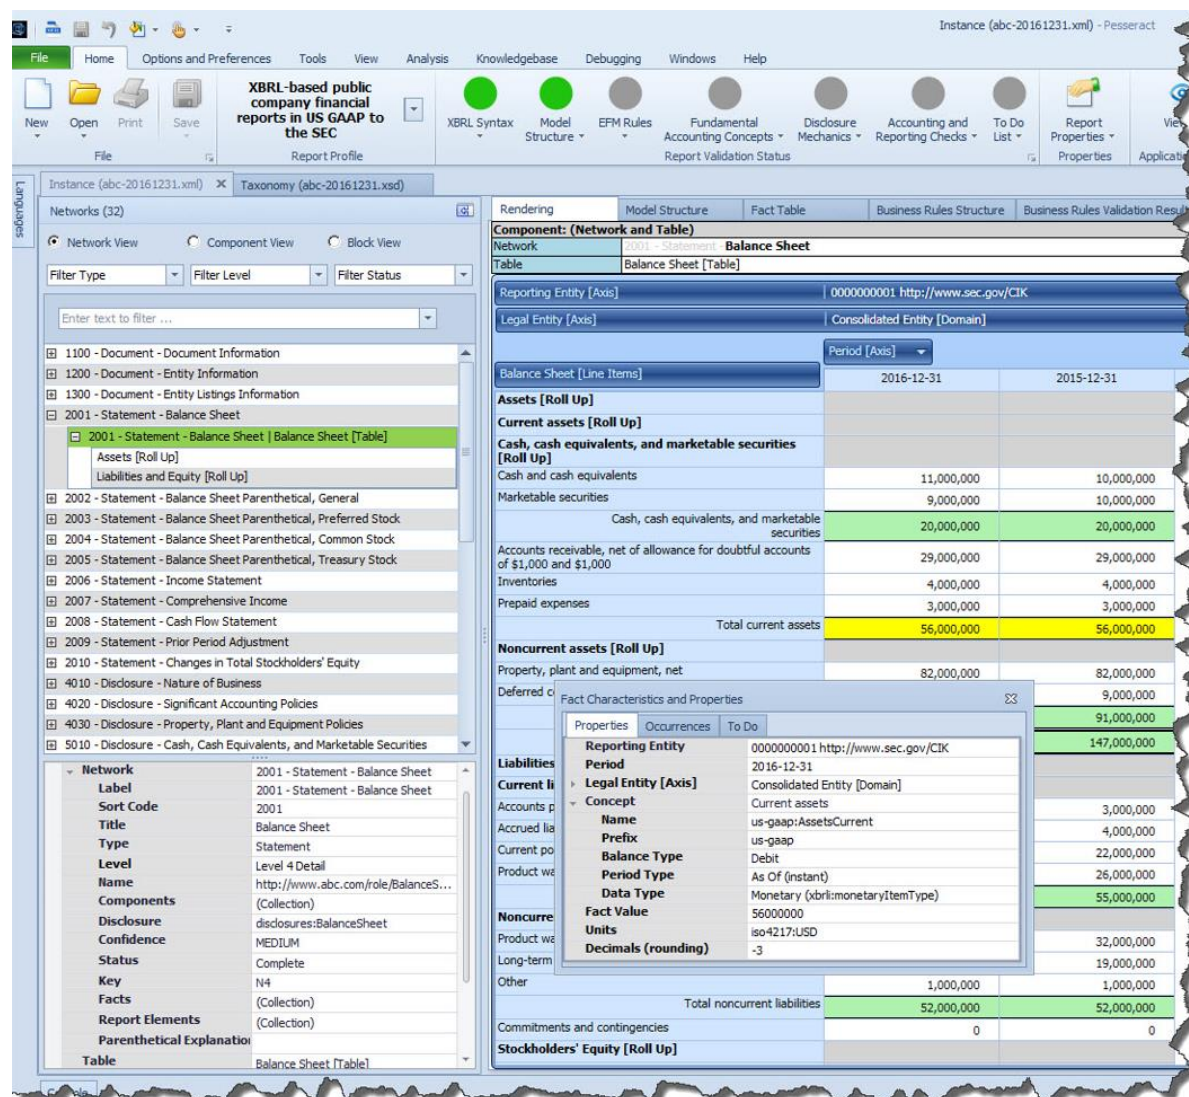 Instance (abc-20161231.xml) - Pesseract
File Home Options and Preferences Tools View Analysis Knowledgebase Debugging Windows Help
XBRL-based public
company financial
reports in US GAAP to
the SEC
New Open Print Save
XBRL Syntax Model Structure EFM Rules Fundamental Accounting Concepts Disclosure Mechanics Accounting and Reporting Checks To Do List Report Properties
File Report Profile Report Validation Status Properties
Languages
Instance (abc-20161231.xml) Taxonomy (abc-20161231.xsd)
Networks (32)
Network View Component View Block View
Filter Type Filter Level Filter Status
Enter text to filter ...
1100 - Document - Document Information
1200 - Document - Entity Information
1300 - Document - Entity Listings Information
2001 - Statement - Balance Sheet
2001 - Statement - Balance Sheet | Balance Sheet [Table]
Assets [Roll Up]
Liabilities and Equity [Roll Up]
2002 - Statement - Balance Sheet Parenthetical, General
2003 - Statement - Balance Sheet Parenthetical, Preferred Stock
2004 - Statement - Balance Sheet Parenthetical, Common Stock
2005 - Statement - Balance Sheet Parenthetical, Treasury Stock
2006 - Statement - Income Statement
2007 - Statement - Comprehensive Income
2008 - Statement - Cash Flow Statement
2009 - Statement - Prior Period Adjustment
2010 - Statement - Changes in Total Stockholders' Equity
4010 - Disclosure - Nature of Business
4020 - Disclosure - Significant Accounting Policies
4030 - Disclosure - Property, Plant and Equipment Policies
5010 - Disclosure - Cash, Cash Equivalents, and Marketable Securities
Network 2001 - Statement - Balance Sheet
Label 2001 - Statement - Balance Sheet
Sort Code 2001
Title Balance Sheet
Type Statement
Level Level 4 Detail
Name http://www.abc.com/role/BalanceS...
Components (Collection)
Disclosure disclosures:BalanceSheet
Confidence MEDIUM
Status Complete
Key N4
Facts (Collection)
Report Elements (Collection)
Parenthetical Explanation
Table Balance Sheet [Table]
Rendering Model Structure Fact Table Business Rules Structure Business Rules Validation Resul
Component: (Network and Table)
Network 2001 - Statement - Balance Sheet
Table Balance Sheet [Table]
Reporting Entity [Axis] 0000000001 http://www.sec.gov/CIK
Legal Entity [Axis] Consolidated Entity [Domain]
Period [Axis]
Balance Sheet [Line Items] 2016-12-31 2015-12-31
Assets [Roll Up]
Current assets [Roll Up]
Cash, cash equivalents, and marketable securities
[Roll Up]
Cash and cash equivalents 11,000,000 10,000,000
Marketable securities 9,000,000 10,000,000
Cash, cash equivalents, and marketable
securities 20,000,000 20,000,000
Accounts receivable, net of allowance for doubtful accounts
of $1,000 and $1,000 29,000,000 29,000,000
Inventories 4,000,000 4,000,000
Prepaid expenses 3,000,000 3,000,000
Total current assets 56,000,000 56,000,000
Noncurrent assets [Roll Up]
Property, plant and equipment, net 82,000,000 82,000,000
Deferred c 9,000,000
91,000,000
147,000,000
Liabilities
Current li
Accounts p 3,000,000
Accrued lia 4,000,000
Current po 22,000,000
Product wa 26,000,000
55,000,000
Noncurre
Product wa 32,000,000
Long-term 19,000,000
Other 1,000,000 1,000,000
Total noncurrent liabilities 52,000,000 52,000,000
Commitments and contingencies 0 0
Stockholders' Equity [Roll Up]
Fact Characteristics and Properties
Properties Occurrences To Do
Reporting Entity 0000000001 http://www.sec.gov/CIK
Period 2016-12-31
Legal Entity [Axis] Consolidated Entity [Domain]
Concept Current assets
Name us-gaap:AssetsCurrent
Prefix us-gaap
Balance Type Debit
Period Type As Of (instant)
Data Type Monetary (xbrli:monetaryItemType)
Fact Value 56000000
Units iso4217:USD
Decimals (rounding) -3